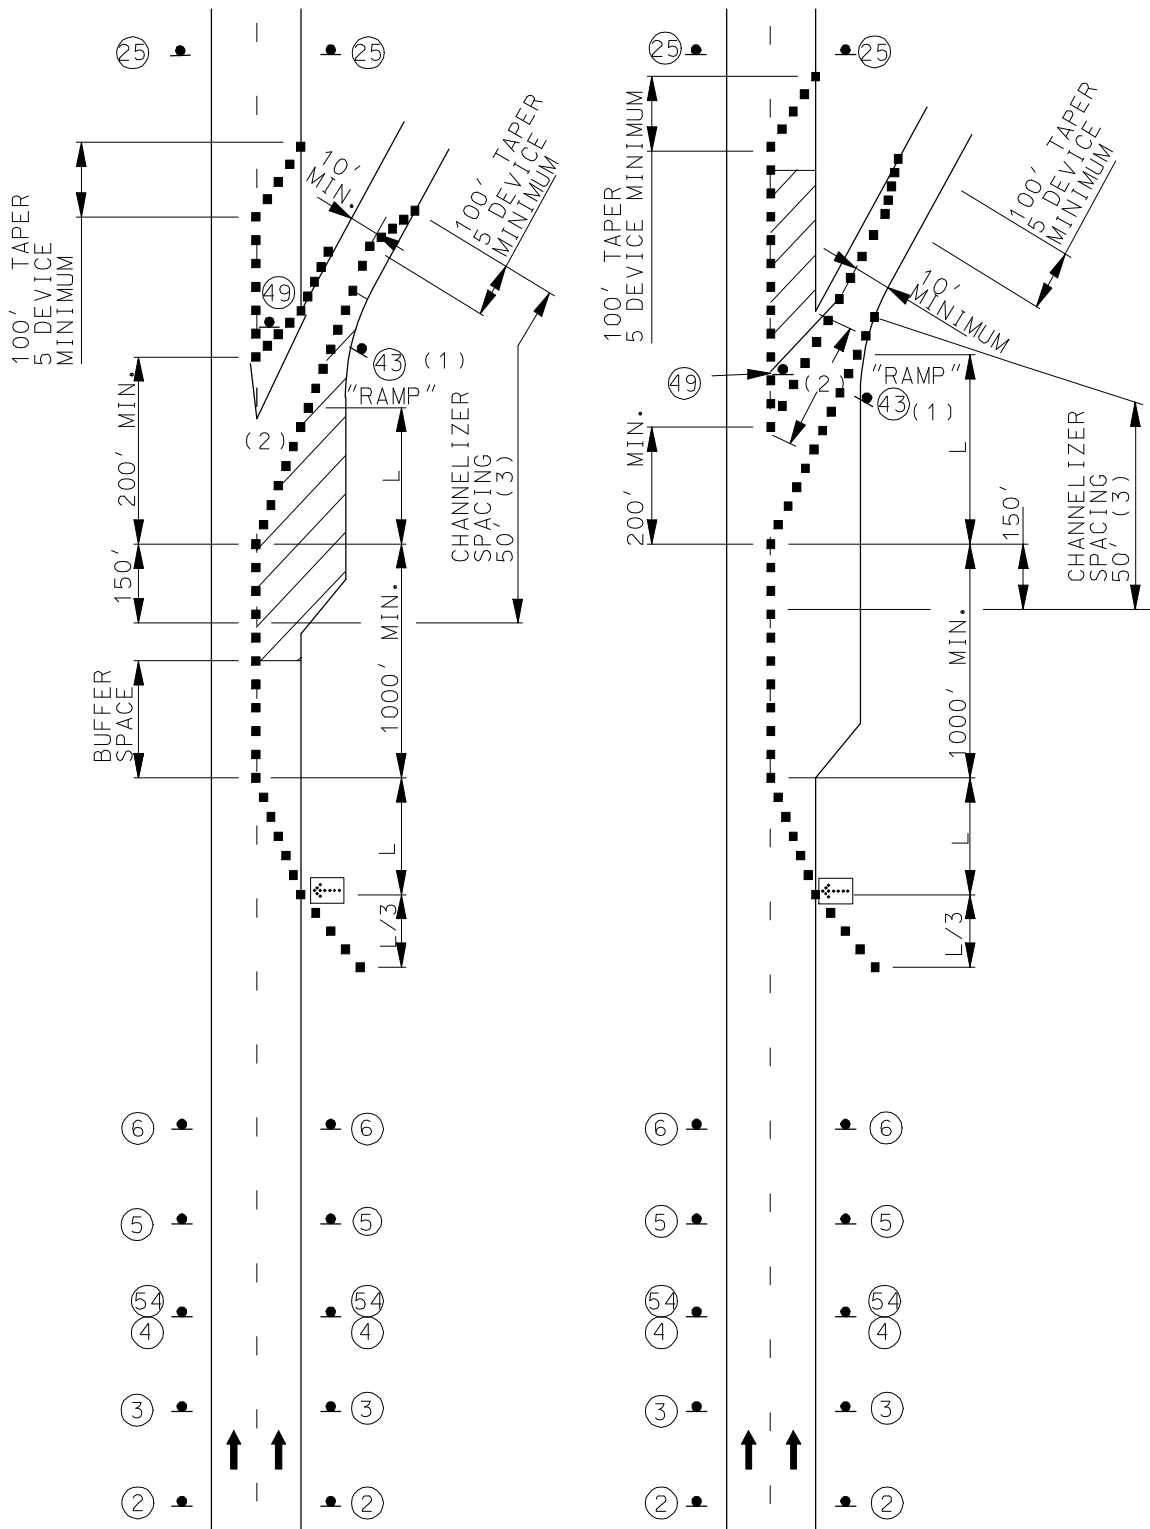 25
25
100' TAPER
5 DEVICE
MINIMUM
10'
MIN.
100' TAPER
5 DEVICE
MINIMUM
49
43
(1)
"RAMP"
(2)
200' MIN.
L
CHANNELIZER
SPACING
50' (3)
150'
1000' MIN.
BUFFER
SPACE
L
L/3
6
6
5
5
54
54
4
4
3
3
2
2
25
25
100' TAPER
5 DEVICE MINIMUM
100' TAPER
5 DEVICE
MINIMUM
10'
MINIMUM
49
(2)
"RAMP"
43
(1)
200' MIN.
L
150'
CHANNELIZER
SPACING
50' (3)
1000' MIN.
L
L/3
6
6
5
5
54
54
4
4
3
3
2
2